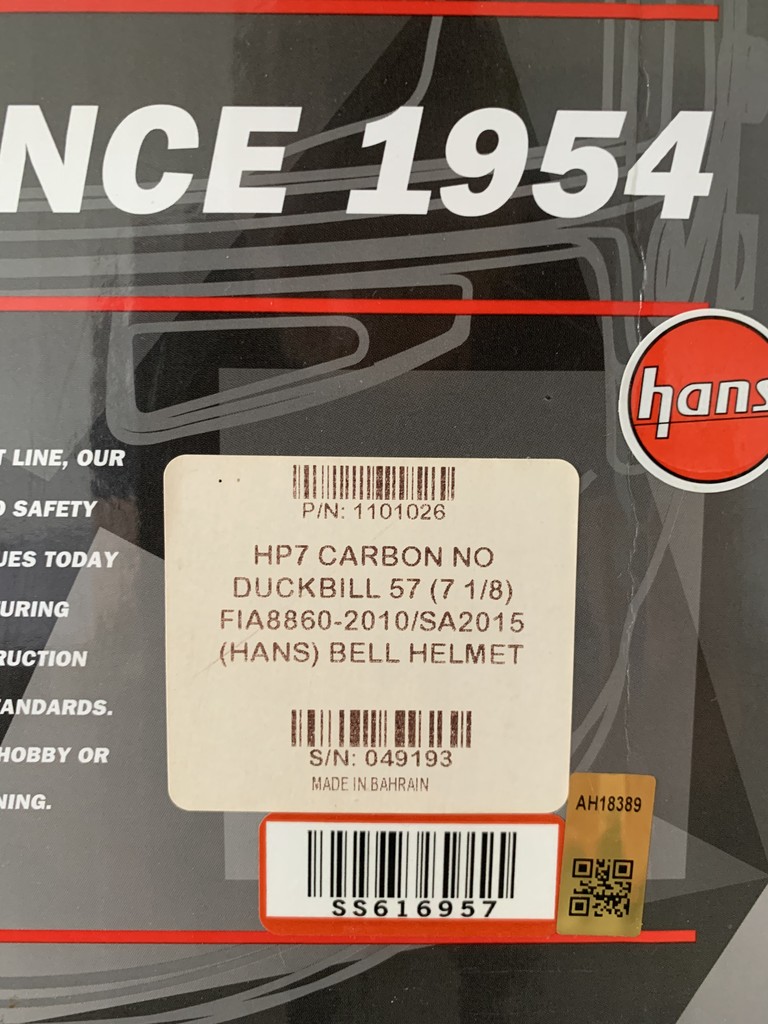 NCE 1954
hans
T LINE, OUR
SAFETY
UES TODAY
URING
RUCTION
ANDARDS.
HOBBY OR
NING.
P/N: 1101026
HP7 CARBON NO
DUCKBILL 57 (7 1/8)
FIA8860-2010/SA2015
(HANS) BELL HELMET
S/N: 049193
MADE IN BAHRAIN
AH18389
SS616957